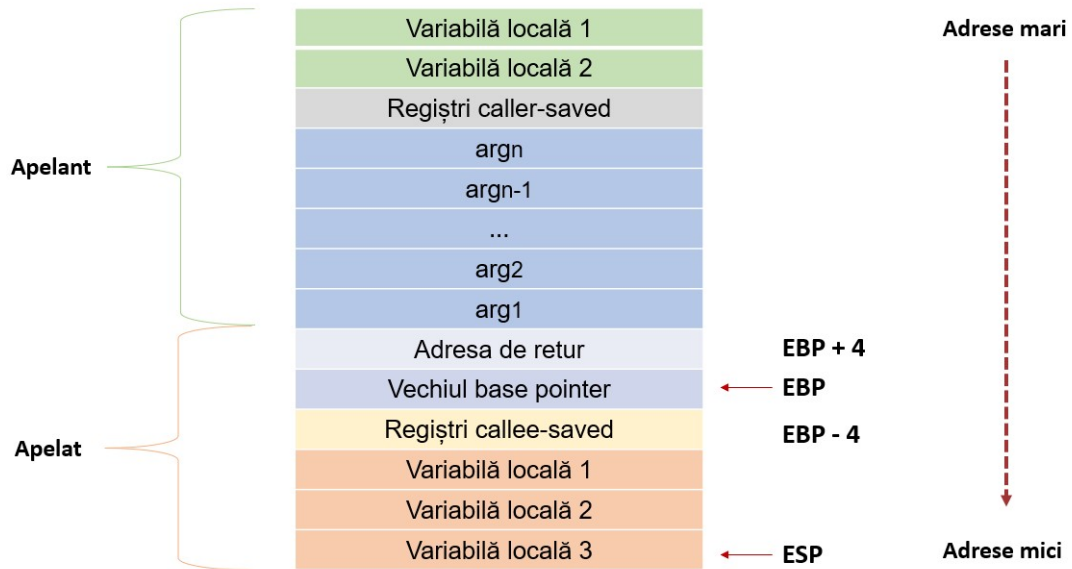 Variabilă locală 1
Adrese mari
Variabilă locală 2
Regiștri caller-saved
argn
Apelant
argn-1
...
arg2
arg1
Adresa de retur
EBP + 4
Vechiul base pointer
EBP
Regiștri callee-saved
EBP - 4
Apelat
Variabilă locală 1
Variabilă locală 2
Variabilă locală 3
ESP
Adrese mici